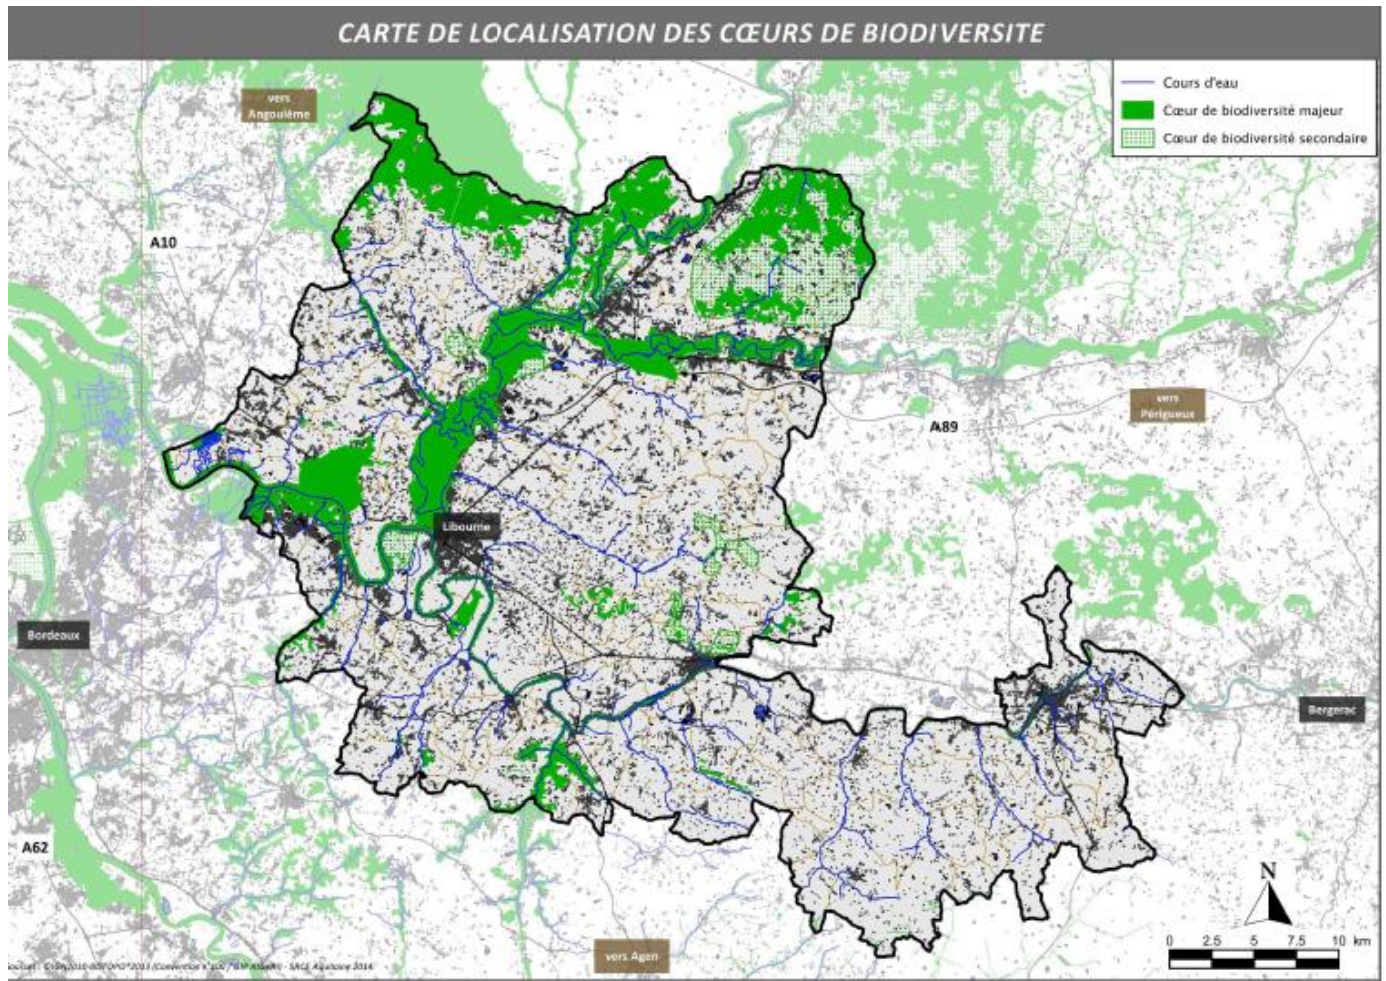 CARTE DE LOCALISATION DES CŒURS DE BIODIVERSITE
Cours d'eau
Cœur de biodiversité majeur
Cœur de biodiversité secondaire
vers
Angoulême
A10
vers
Périgueux
A89
Libourne
Bordeaux
Bergerac
A62
N
vers Agen
0 2.5 5 7.5 10 km